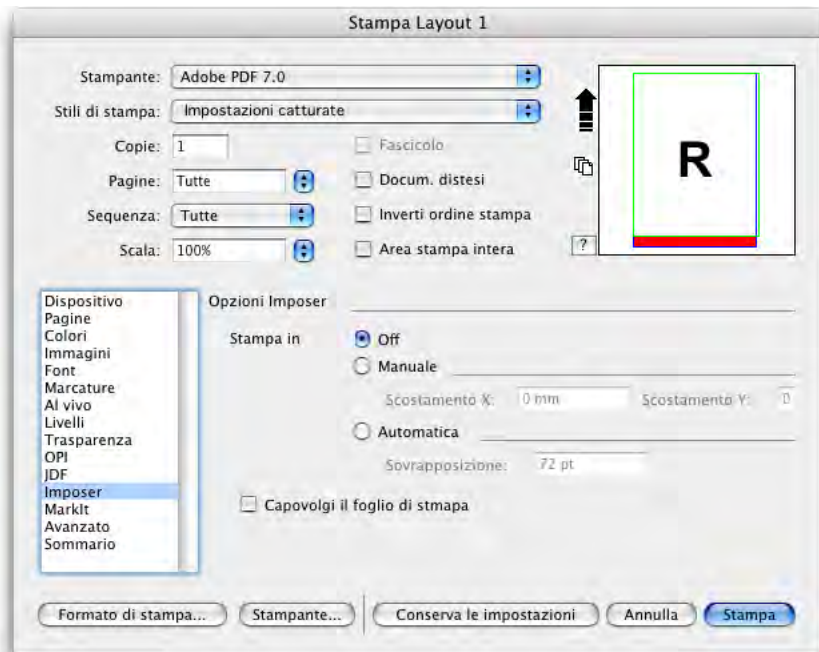 Stampa Layout 1
Stampante: Adobe PDF 7.0
Stili di stampa: Impostazioni catturate
Copie: 1 Fascicolo
Pagine: Tutte Docum. distesi
Sequenza: Tutte Inverti ordine stampa
Scala: 100% Area stampa intera
R
?
Dispositivo
Pagine
Colori
Immagini
Font
Marcature
Al vivo
Livelli
Trasparenza
OPI
JDF
Imposer
MarkIt
Avanzato
Sommario
Opzioni Imposer
Stampa in Off
Manuale
Scostamento X: 0 mm Scostamento Y: 0
Automatica
Sovrapposizione: 72 pt
Capovolgi il foglio di stmapa
Formato di stampa... Stampante... Conserva le impostazioni Annulla Stampa